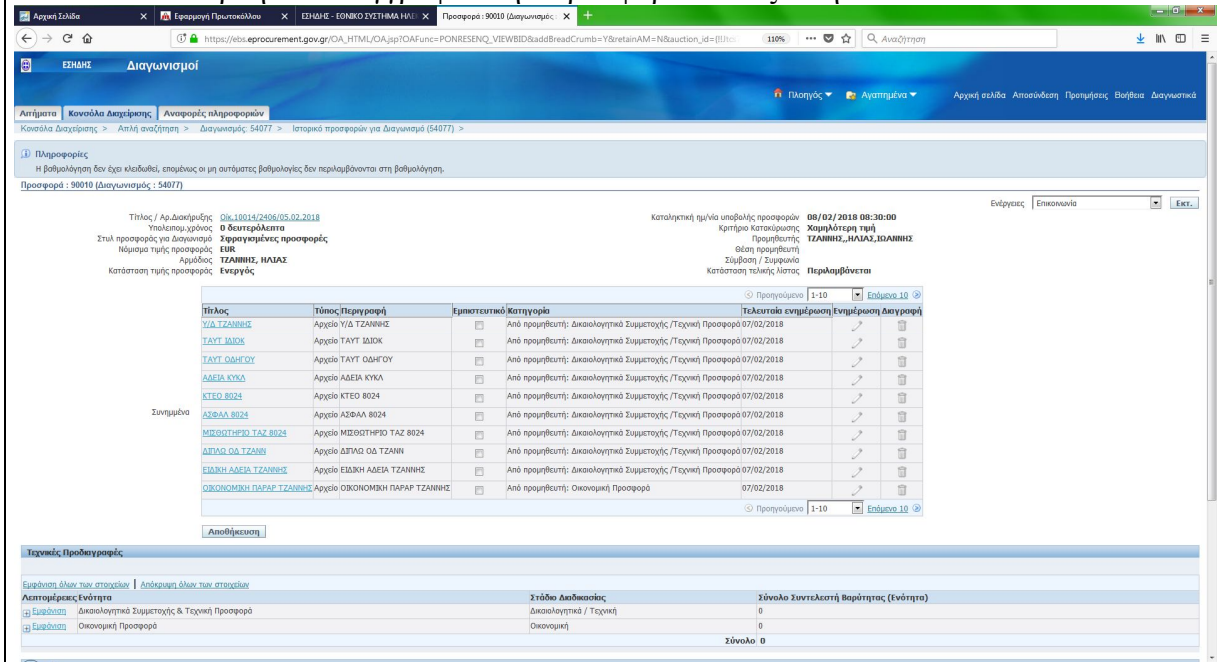 Αρχική Σελίδα
Εφαρμογή Πρωτοκόλλου
ΕΣΗΔΗΣ - ΕΘΝΙΚΟ ΣΥΣΤΗΜΑ ΗΛΕ
Προσφορά : 90010 (Διαγωνισμός :
https://ebs.eprocurement.gov.gr/OA_HTML/OA.jsp?OAFunc=PONRESENQ_VIEWBID&addBreadCrumb=Y&retainAM=N&auction_id={!!Jtc
110%
Αναζήτηση
ΕΣΗΔΗΣ Διαγωνισμοί
Πλοηγός Αγαπημένα Αρχική σελίδα Αποσύνδεση Προτιμήσεις Βοήθεια Διαγνωστικά
Αιτήματα Κονσόλα Διαχείρισης Αναφορές πληροφοριών
Κονσόλα Διαχείρισης > Απλή αναζήτηση > Διαγωνισμός: 54077 > Ιστορικό προσφορών για Διαγωνισμό (54077) >
Πληροφορίες
Η βαθμολόγηση δεν έχει κλειδωθεί, επομένως οι μη αυτόματες βαθμολογίες δεν περιλαμβάνονται στη βαθμολόγηση.
Προσφορά : 90010 (Διαγωνισμός : 54077)
Ενέργειες Επικοινωνία Εκτ.
Τίτλος / Αρ.Διακήρυξης Οικ.10014/2406/05.02.2018
Υπολειπομ.χρόνος 0 δευτερόλεπτα
Στυλ προσφοράς για Διαγωνισμό Σφραγισμένες προσφορές
Νόμισμα τιμής προσφοράς EUR
Αρμόδιος ΤΖΑΝΝΗΣ, ΗΛΙΑΣ
Κατάσταση τιμής προσφοράς Ενεργός
Καταληκτική ημ/νία υποβολής προσφορών 08/02/2018 08:30:00
Κριτήριο Κατακύρωσης Χαμηλότερη τιμή
Προμηθευτής ΤΖΑΝΝΗΣ,,ΗΛΙΑΣ,ΙΩΑΝΝΗΣ
Θέση προμηθευτή
Σύμβαση / Συμφωνία
Κατάσταση τελικής λίστας Περιλαμβάνεται
Προηγούμενο 1-10 Επόμενο 10
Τίτλος Τύπος Περιγραφή Εμπιστευτικό Κατηγορία Τελευταία ενημέρωση Ενημέρωση Διαγραφή
Υ/Δ ΤΖΑΝΝΗΣ Αρχείο Υ/Δ ΤΖΑΝΝΗΣ Από προμηθευτή: Δικαιολογητικά Συμμετοχής /Τεχνική Προσφορά 07/02/2018
ΤΑΥΤ ΙΔΙΟΚ Αρχείο ΤΑΥΤ ΙΔΙΟΚ Από προμηθευτή: Δικαιολογητικά Συμμετοχής /Τεχνική Προσφορά 07/02/2018
ΤΑΥΤ ΟΔΗΓΟΥ Αρχείο ΤΑΥΤ ΟΔΗΓΟΥ Από προμηθευτή: Δικαιολογητικά Συμμετοχής /Τεχνική Προσφορά 07/02/2018
ΑΔΕΙΑ ΚΥΚΛ Αρχείο ΑΔΕΙΑ ΚΥΚΛ Από προμηθευτή: Δικαιολογητικά Συμμετοχής /Τεχνική Προσφορά 07/02/2018
ΚΤΕΟ 8024 Αρχείο ΚΤΕΟ 8024 Από προμηθευτή: Δικαιολογητικά Συμμετοχής /Τεχνική Προσφορά 07/02/2018
Συνημμένα ΑΣΦΑΛ 8024 Αρχείο ΑΣΦΑΛ 8024 Από προμηθευτή: Δικαιολογητικά Συμμετοχής /Τεχνική Προσφορά 07/02/2018
ΜΙΣΘΩΤΗΡΙΟ ΤΑΖ 8024 Αρχείο ΜΙΣΘΩΤΗΡΙΟ ΤΑΖ 8024 Από προμηθευτή: Δικαιολογητικά Συμμετοχής /Τεχνική Προσφορά 07/02/2018
ΔΙΠΛΩ ΟΔ ΤΖΑΝΝ Αρχείο ΔΙΠΛΩ ΟΔ ΤΖΑΝΝ Από προμηθευτή: Δικαιολογητικά Συμμετοχής /Τεχνική Προσφορά 07/02/2018
ΕΙΔΙΚΗ ΑΔΕΙΑ ΤΖΑΝΝΗΣ Αρχείο ΕΙΔΙΚΗ ΑΔΕΙΑ ΤΖΑΝΝΗΣ Από προμηθευτή: Δικαιολογητικά Συμμετοχής /Τεχνική Προσφορά 07/02/2018
ΟΙΚΟΝΟΜΙΚΗ ΠΑΡΑΡ ΤΖΑΝΝΗΣ Αρχείο ΟΙΚΟΝΟΜΙΚΗ ΠΑΡΑΡ ΤΖΑΝΝΗΣ Από προμηθευτή: Οικονομική Προσφορά 07/02/2018
Προηγούμενο 1-10 Επόμενο 10
Αποθήκευση
Τεχνικές Προδιαγραφές
Εμφάνιση όλων των στοιχείων | Απόκρυψη όλων των στοιχείων
Λεπτομέρειες Ενότητα Στάδιο Διαδικασίας Σύνολο Συντελεστή Βαρύτητας (Ενότητα)
Εμφάνιση Δικαιολογητικά Συμμετοχής & Τεχνική Προσφορά Δικαιολογητικά / Τεχνική 0
Εμφάνιση Οικονομική Προσφορά Οικονομική 0
Σύνολο 0